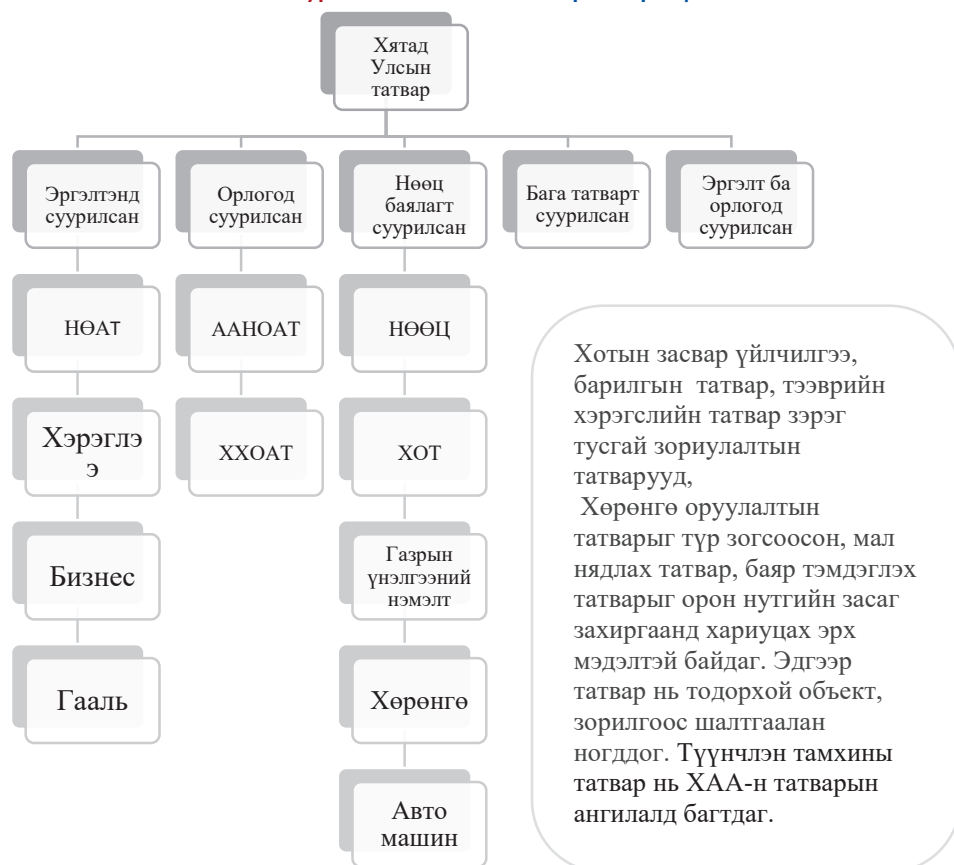 Хятад
Улсын
татвар
Эргэлтэнд
суурилсан
Орлогод
суурилсан
Нөөц
баялагт
суурилсан
Бага татварт
суурилсан
Эргэлт ба
орлогод
суурилсан
НӨАТ
ААНОАТ
НӨӨЦ
Хэрэглэ
э
ХХОАТ
ХОТ
Бизнес
Газрын
үнэлгээний
нэмэлт
Гааль
Хөрөнгө
Авто
машин
Хотын засвар үйлчилгээ,
барилгын татвар, тээврийн
хэрэгслийн татвар зэрэг
тусгай зориулалтын
татварууд,
Хөрөнгө оруулалтын
татварыг түр зогсоосон, мал
нядлах татвар, баяр тэмдэглэх
татварыг орон нутгийн засаг
захиргаанд хариуцах эрх
мэдэлтэй байдаг. Эдгээр
татвар нь тодорхой объект,
зорилгоос шалтгаалан
ногддог. Түүнчлэн тамхины
татвар нь ХАА-н татварын
ангилалд багтдаг.